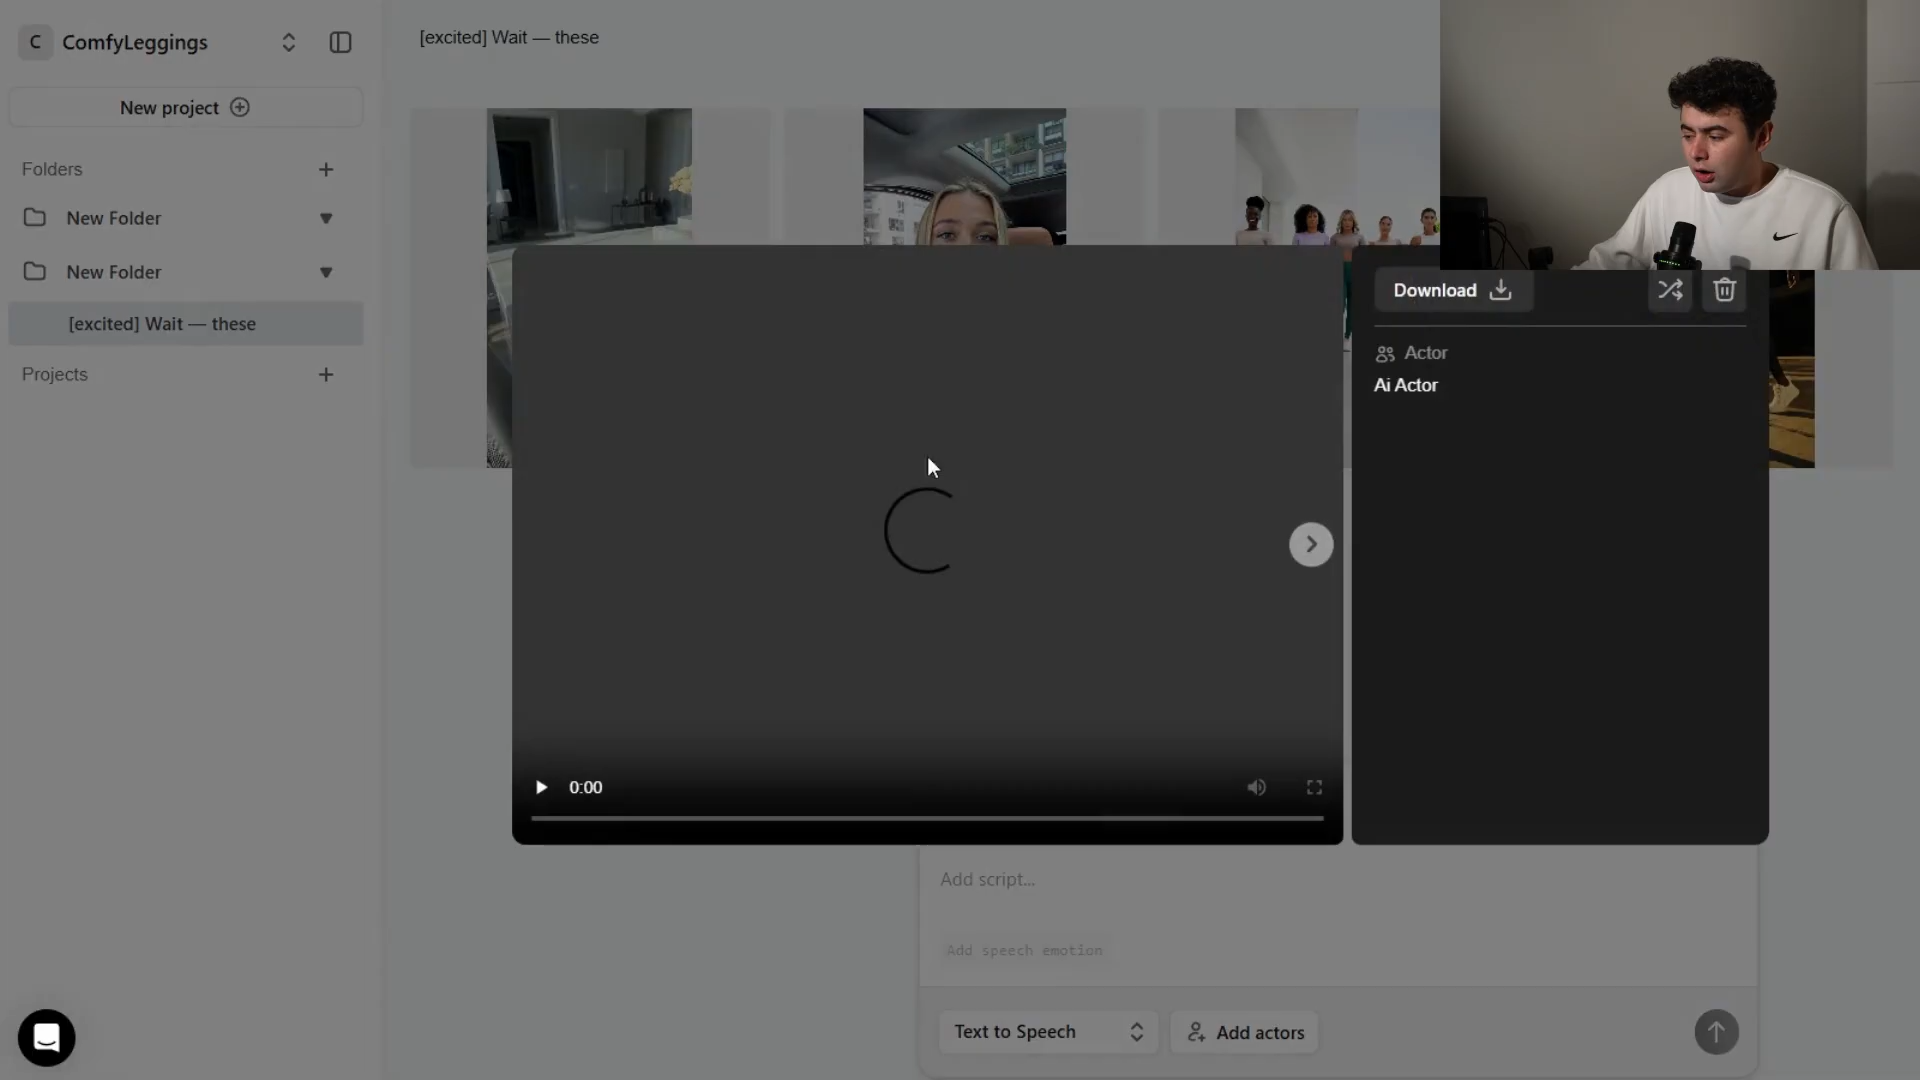 C ComfyLeggings
New project
Folders
New Folder
New Folder
[excited] Wait — these
Projects
[excited] Wait — these
Download
Actor
Ai Actor
0:00
Add script...
Add speech emotion
Text to Speech
Add actors